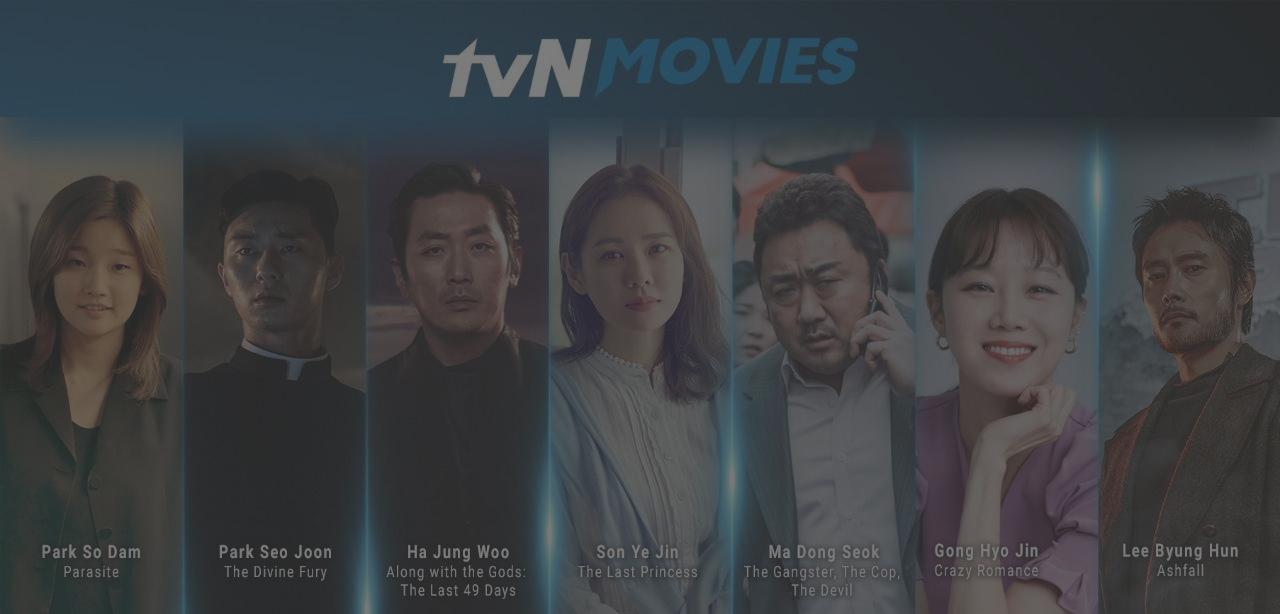 tvN MOVIES
Park So Dam
Parasite
Park Seo Joon
The Divine Fury
Ha Jung Woo
Along with the Gods:
The Last 49 Days
Son Ye Jin
The Last Princess
Ma Dong Seok
The Gangster, The Cop,
The Devil
Gong Hyo Jin
Crazy Romance
Lee Byung Hun
Ashfall